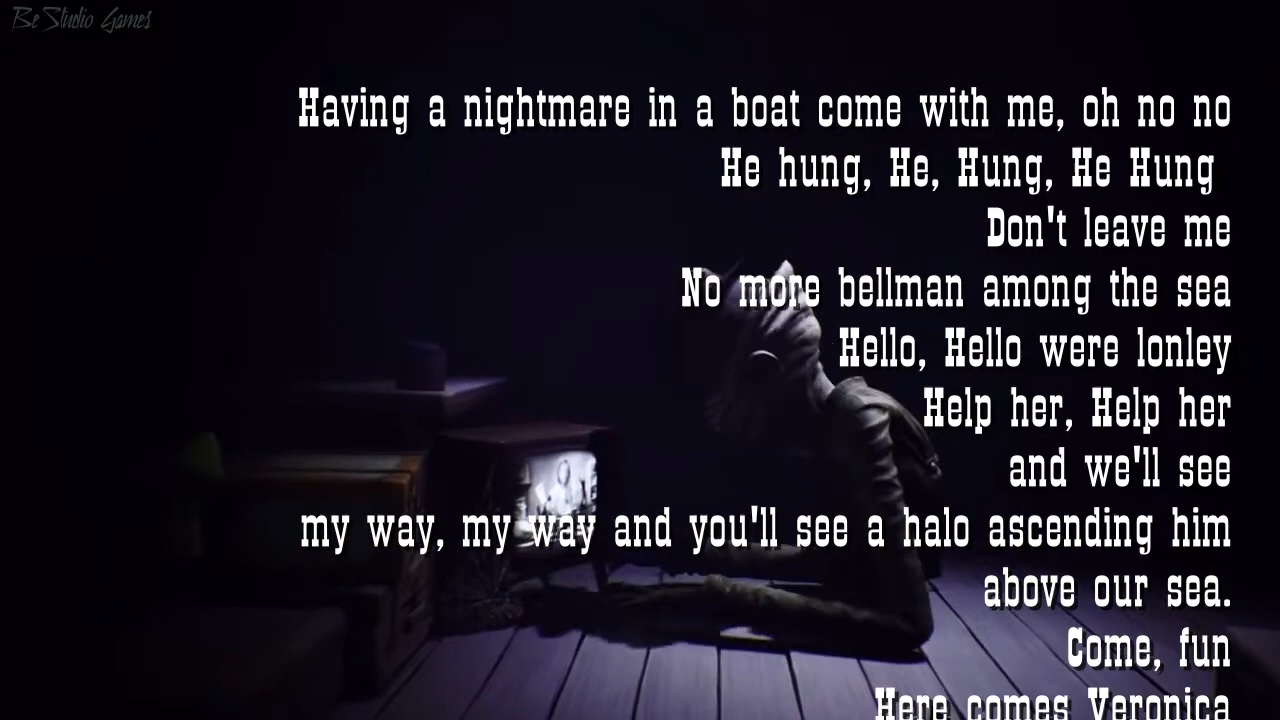 Be Studio Games
Having a nightmare in a boat come with me, oh no no
He hung, He, Hung, He Hung
Don't leave me
No more bellman among the sea
Hello, Hello were lonley
Help her, Help her
and we'll see
my way, my way and you'll see a halo ascending him
above our sea.
Come, fun
Here comes Veronica